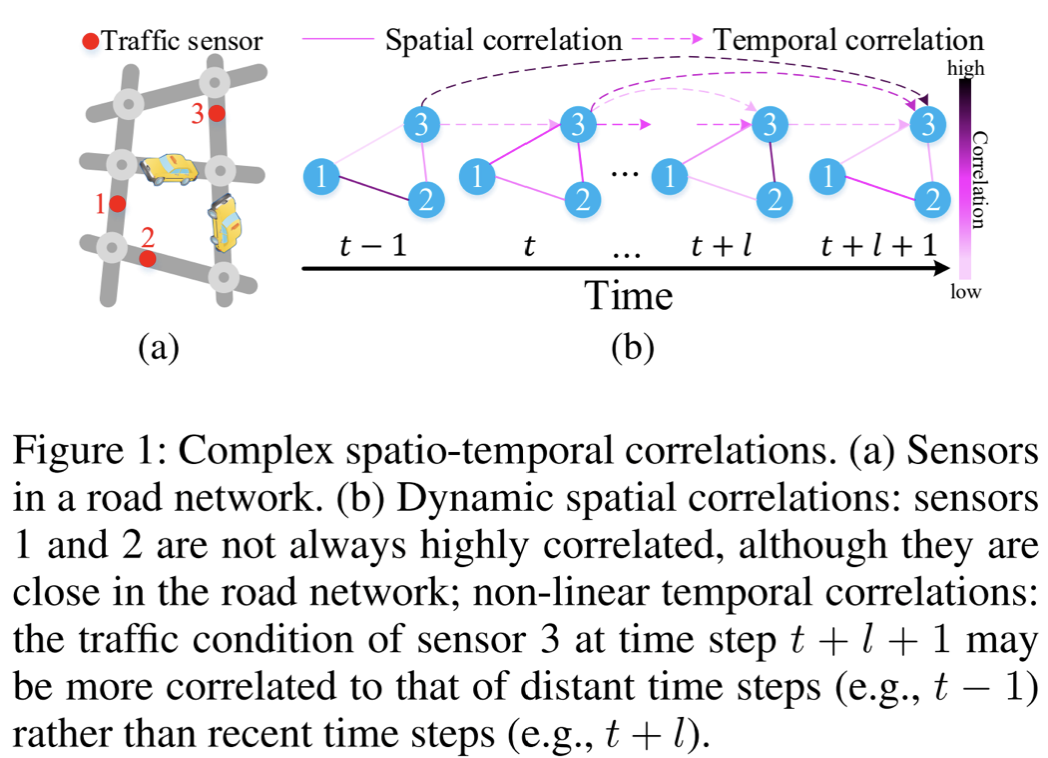 Traffic sensor
3
1
2
(a)
Spatial correlation
Temporal correlation
high
Correlation
low
3 3 3 3
1 1 ... 1 1
2 2 2 2
t − 1 t ... t + l t + l + 1
Time
(b)
Figure 1: Complex spatio-temporal correlations. (a) Sensors
in a road network. (b) Dynamic spatial correlations: sensors
1 and 2 are not always highly correlated, although they are
close in the road network; non-linear temporal correlations:
the traffic condition of sensor 3 at time step t + l + 1 may
be more correlated to that of distant time steps (e.g., t − 1)
rather than recent time steps (e.g., t + l).